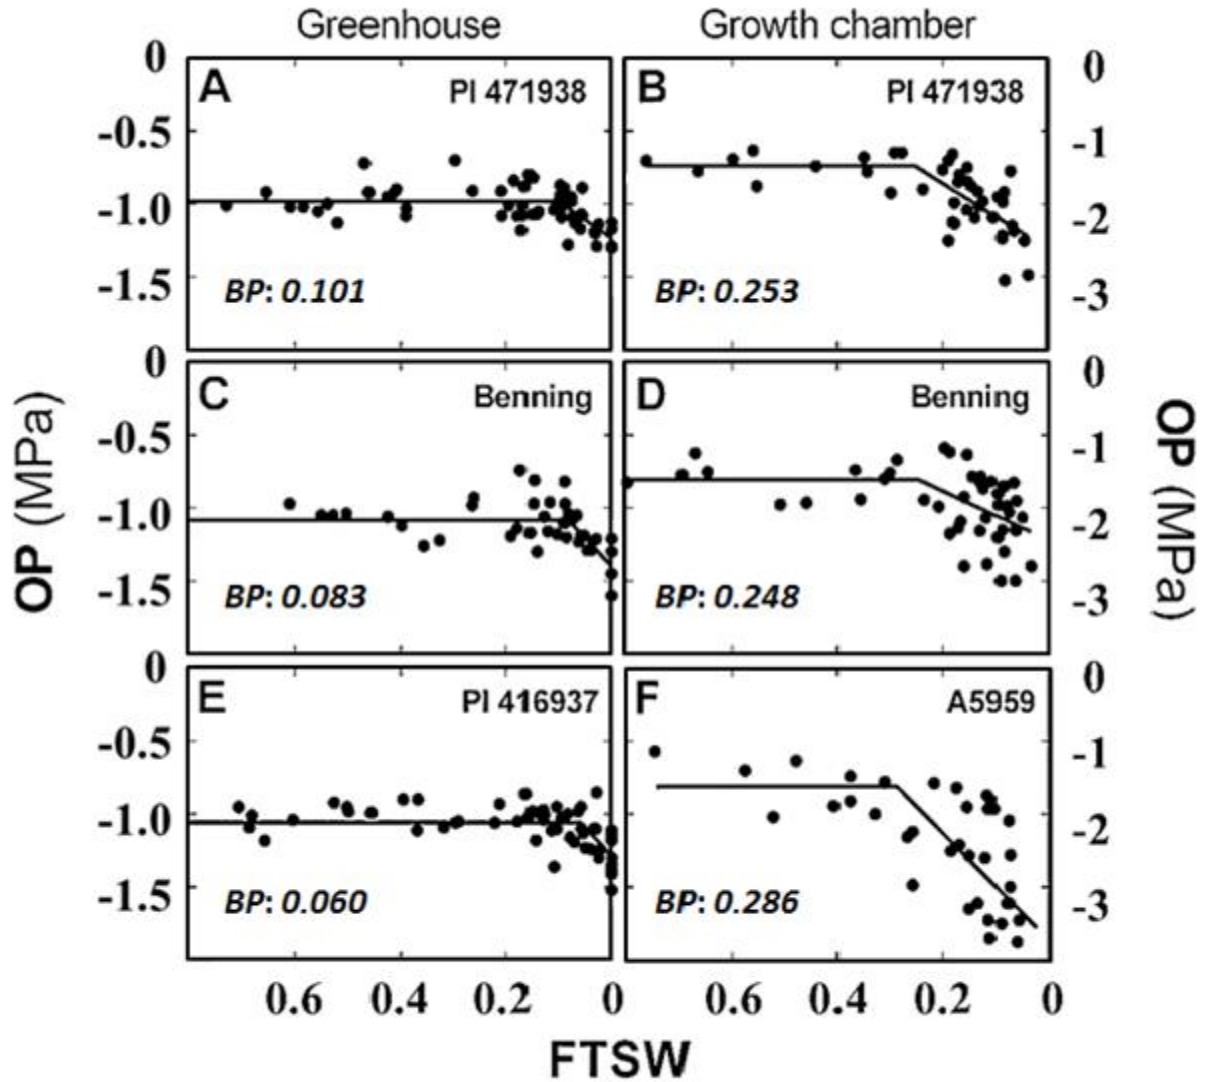 Greenhouse Growth chamber
A PI 471938
BP: 0.101
B PI 471938
BP: 0.253
0
-0.5
-1.0
-1.5
0
-1
-2
-3
C Benning
BP: 0.083
D Benning
BP: 0.248
0
-0.5
-1.0
-1.5
0
-1
-2
-3
E PI 416937
BP: 0.060
F A5959
BP: 0.286
0
-0.5
-1.0
-1.5
0
-1
-2
-3
OP (MPa)
OP (MPa)
0.6 0.4 0.2 0 0.6 0.4 0.2 0
FTSW